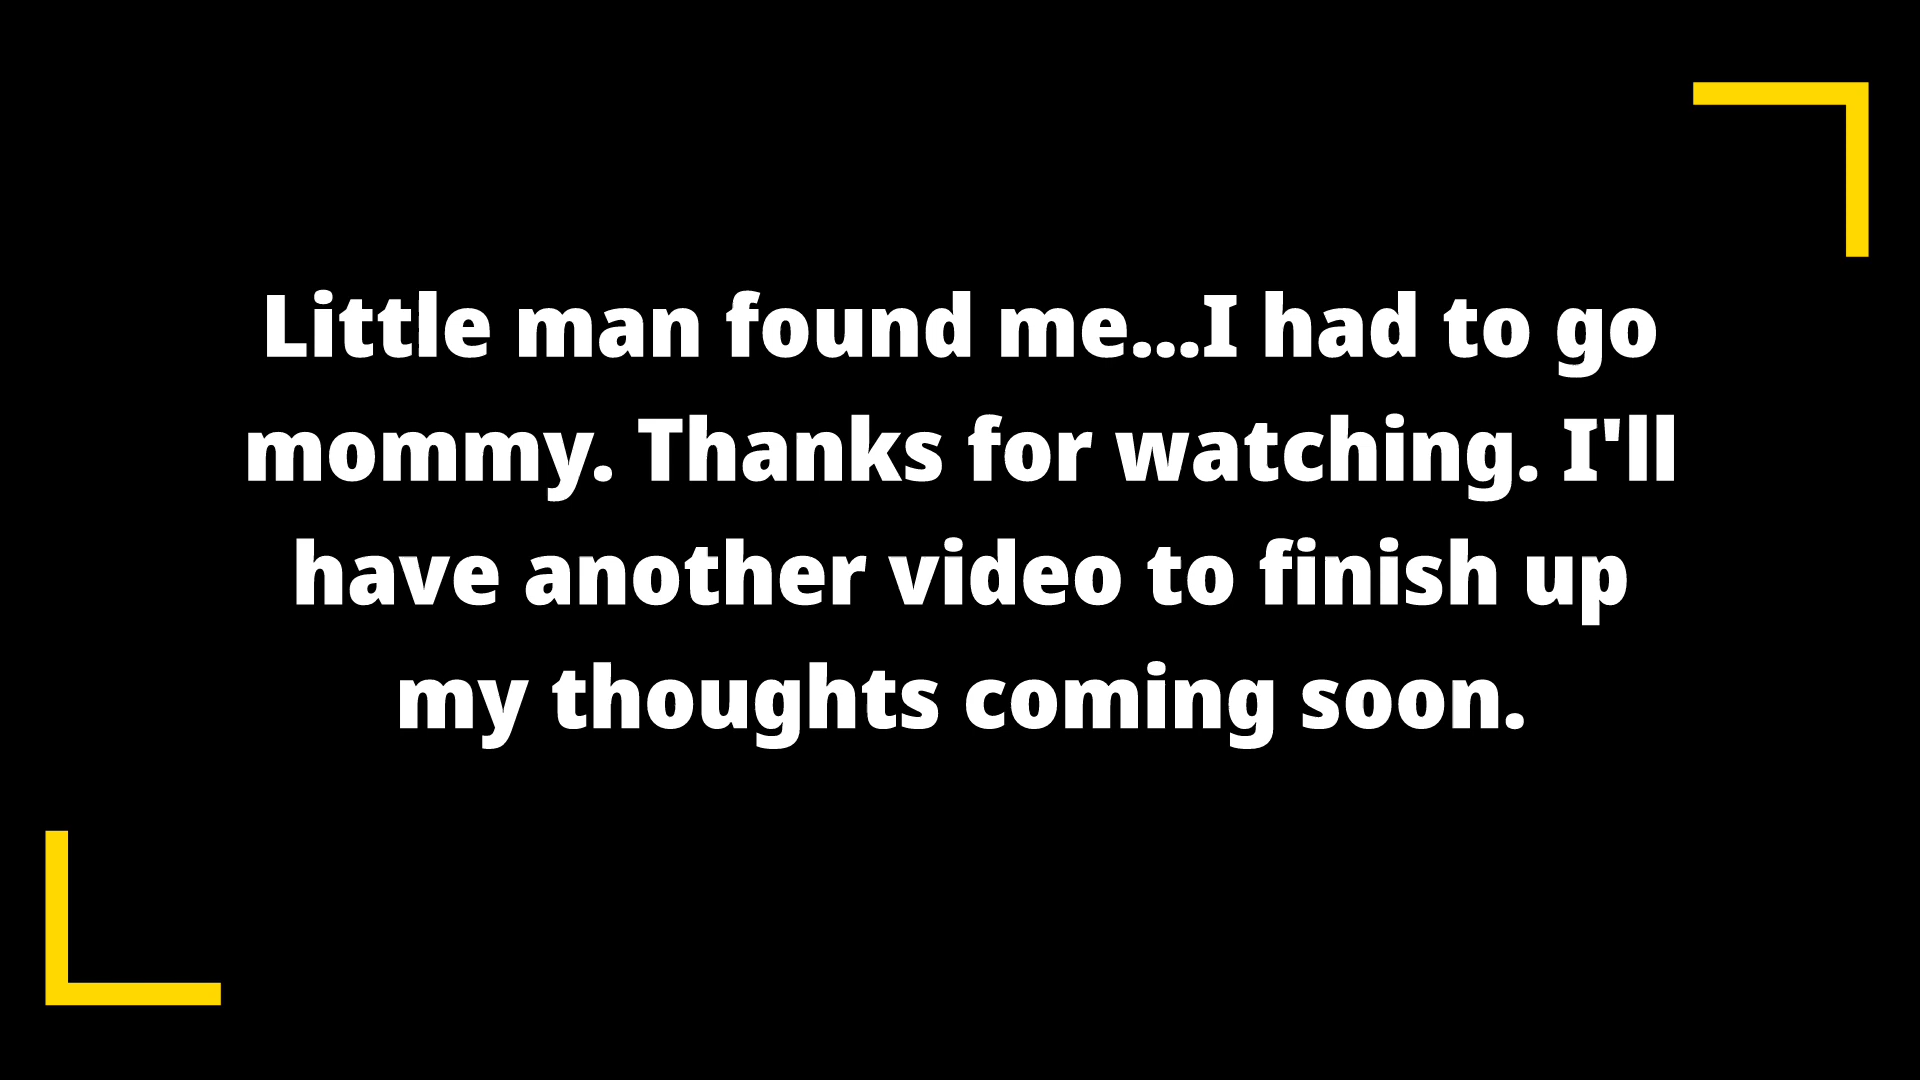 Little man found me...I had to go
mommy. Thanks for watching. I'll
have another video to finish up
my thoughts coming soon.